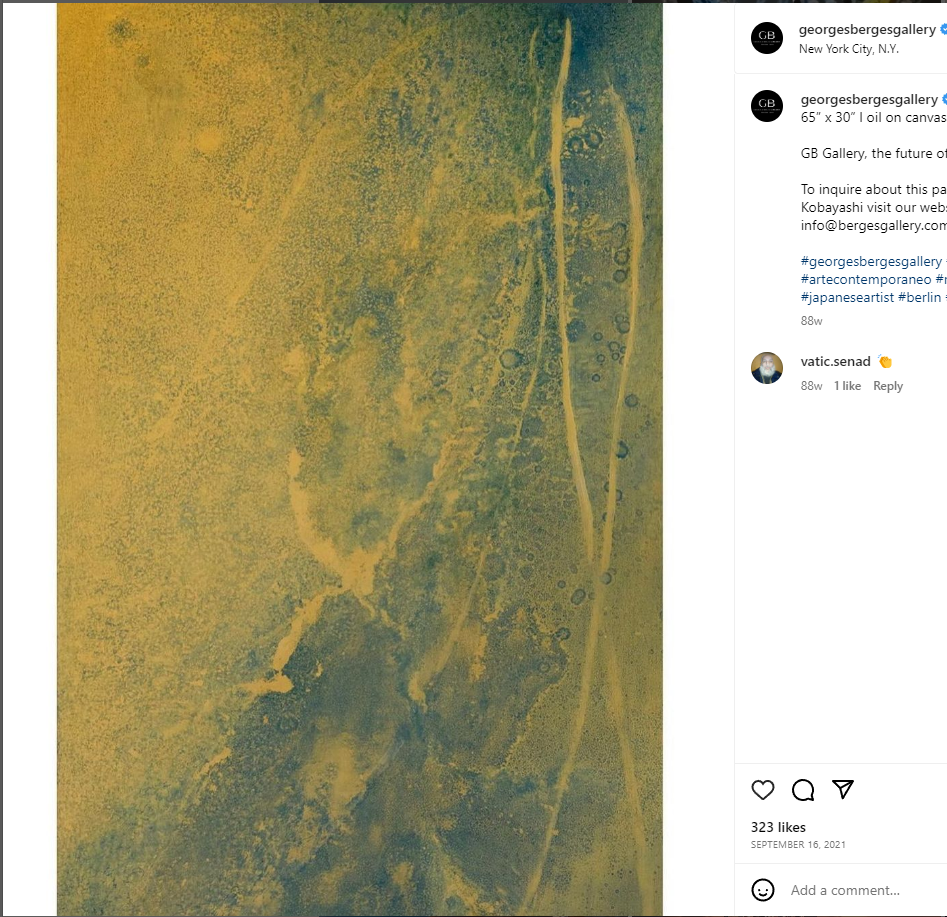 GB
georgesbergesgallery
New York City, N.Y.
GB
georgesbergesgallery
65” x 30” I oil on canvas
GB Gallery, the future of
To inquire about this pa
Kobayashi visit our webs
info@bergesgallery.com
#georgesbergesgallery
#artecontemporaneo
#japaneseartist #berlin
88w
vatic.senad 👏
88w 1 like Reply
323 likes
SEPTEMBER 16, 2021
Add a comment...